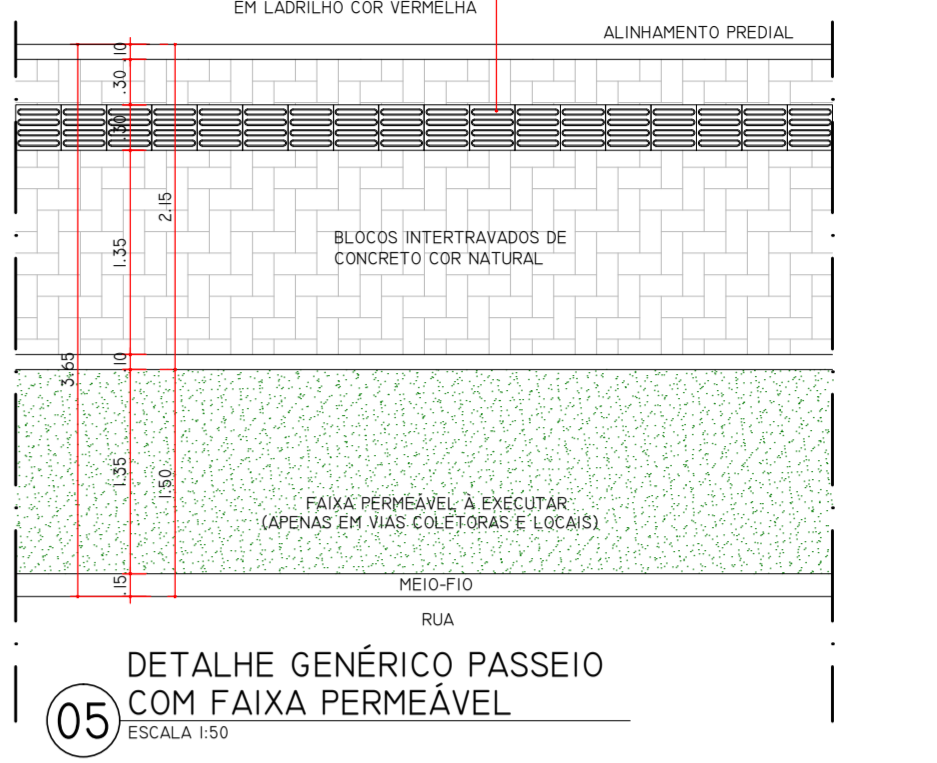 EM LADRILHO COR VERMELHA
ALINHAMENTO PREDIAL
.10
.30
.30
2.15
1.35
BLOCOS INTERTRAVADOS DE
CONCRETO COR NATURAL
.10
3.65
1.35
1.50
FAIXA PERMEÁVEL À EXECUTAR
(APENAS EM VIAS COLETORAS E LOCAIS)
.15
MEIO-FIO
RUA
DETALHE GENÉRICO PASSEIO
COM FAIXA PERMEÁVEL
05
ESCALA 1:50